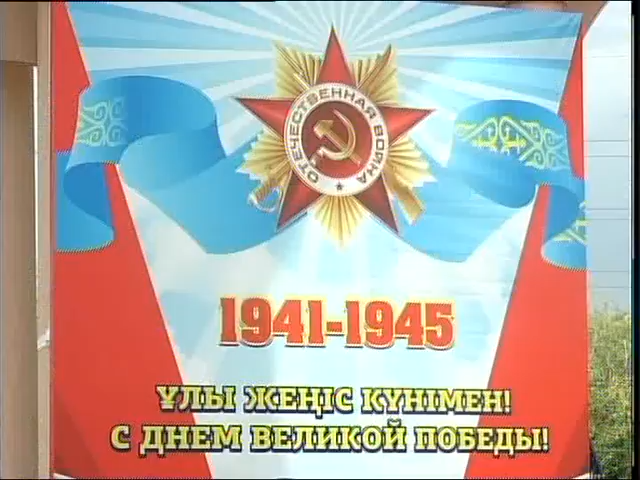 ОТЕЧЕСТВЕННАЯ ВОЙНА
1941-1945
ҰЛЫ ЖЕҢІС КҮНІМЕН!
С ДНЕМ ВЕЛИКОЙ ПОБЕДЫ!